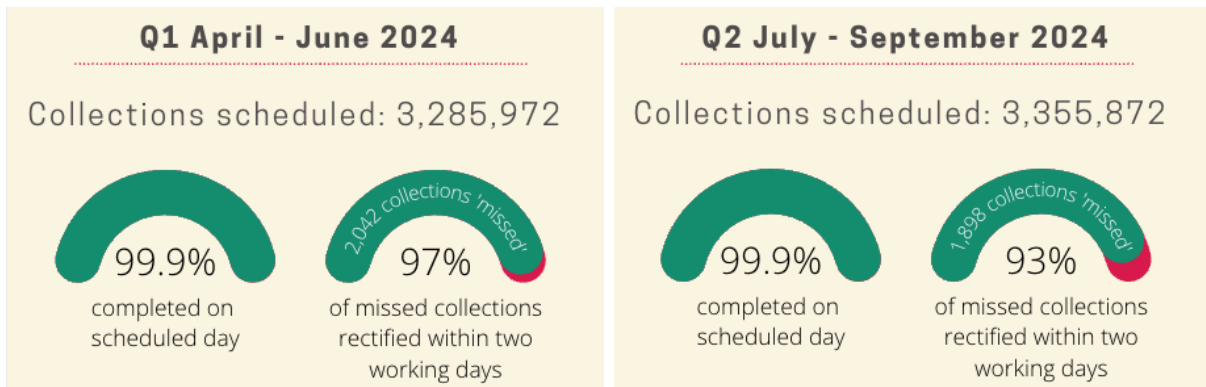 Q1 April - June 2024
Collections scheduled: 3,285,972
99.9%
completed on
scheduled day
2,042 collections 'missed'
97%
of missed collections
rectified within two
working days
Q2 July - September 2024
Collections scheduled: 3,355,872
99.9%
completed on
scheduled day
1,898 collections 'missed'
93%
of missed collections
rectified within two
working days